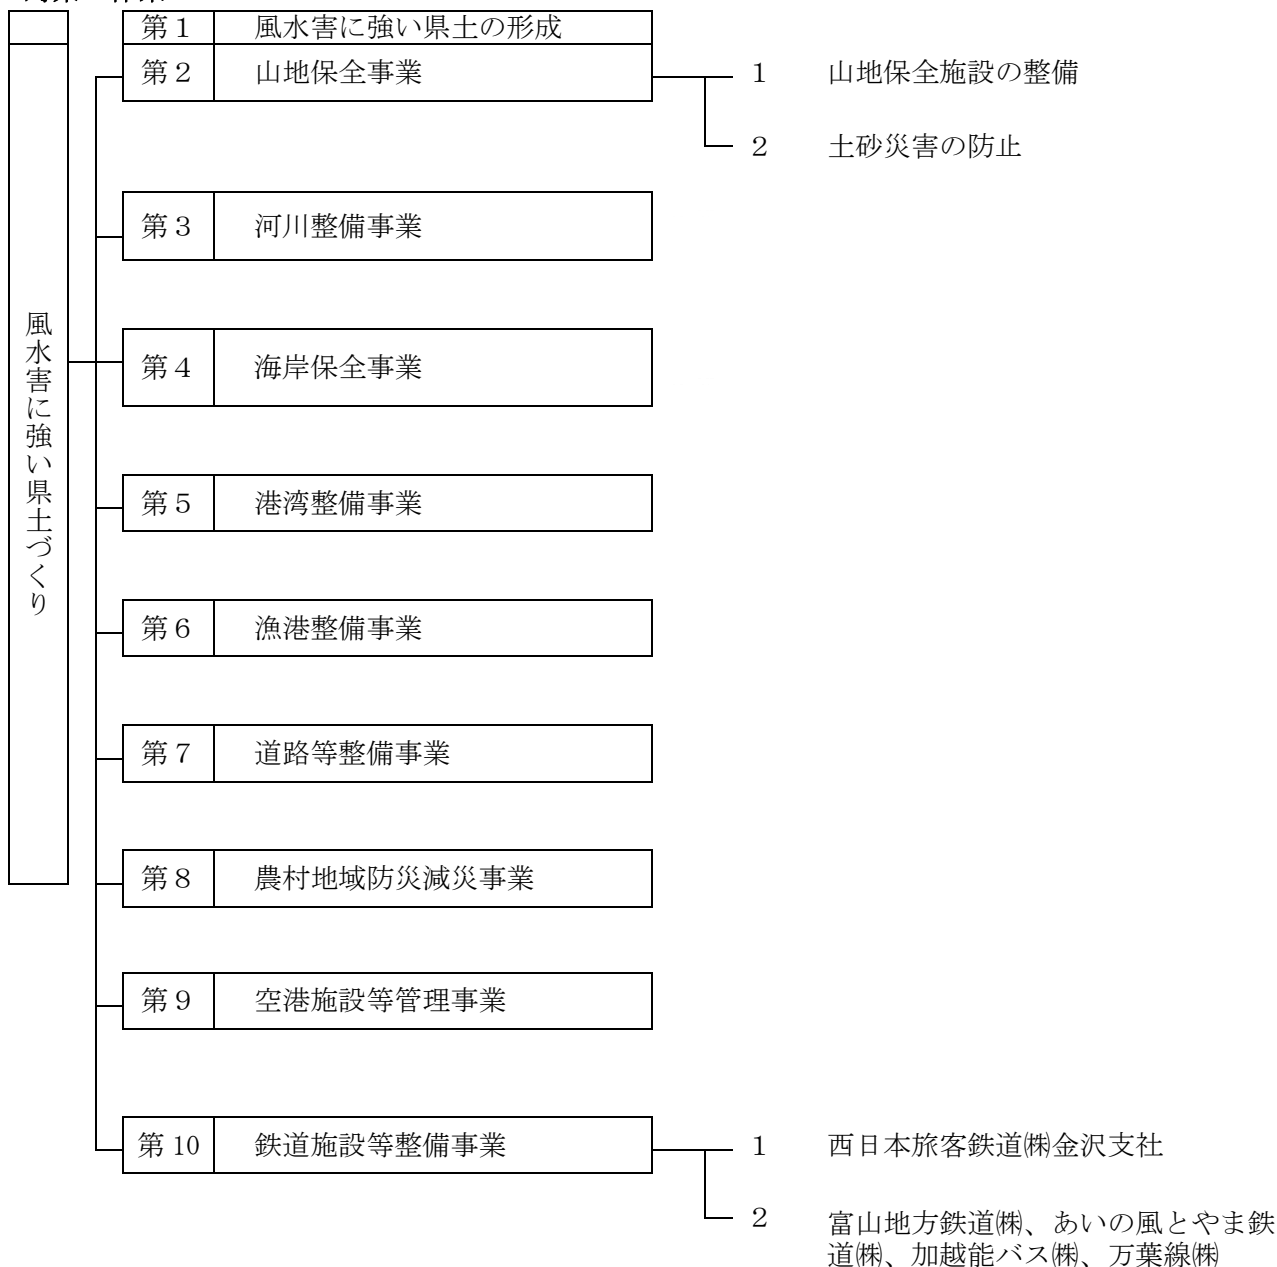 風水害に強い県土づくり
第１ 風水害に強い県土の形成
第２ 山地保全事業
１ 山地保全施設の整備
２ 土砂災害の防止
第３ 河川整備事業
第４ 海岸保全事業
第５ 港湾整備事業
第６ 漁港整備事業
第７ 道路等整備事業
第８ 農村地域防災減災事業
第９ 空港施設等管理事業
第 10 鉄道施設等整備事業
１ 西日本旅客鉄道㈱金沢支社
２ 富山地方鉄道㈱、あいの風とやま鉄
道㈱、加越能バス㈱、万葉線㈱